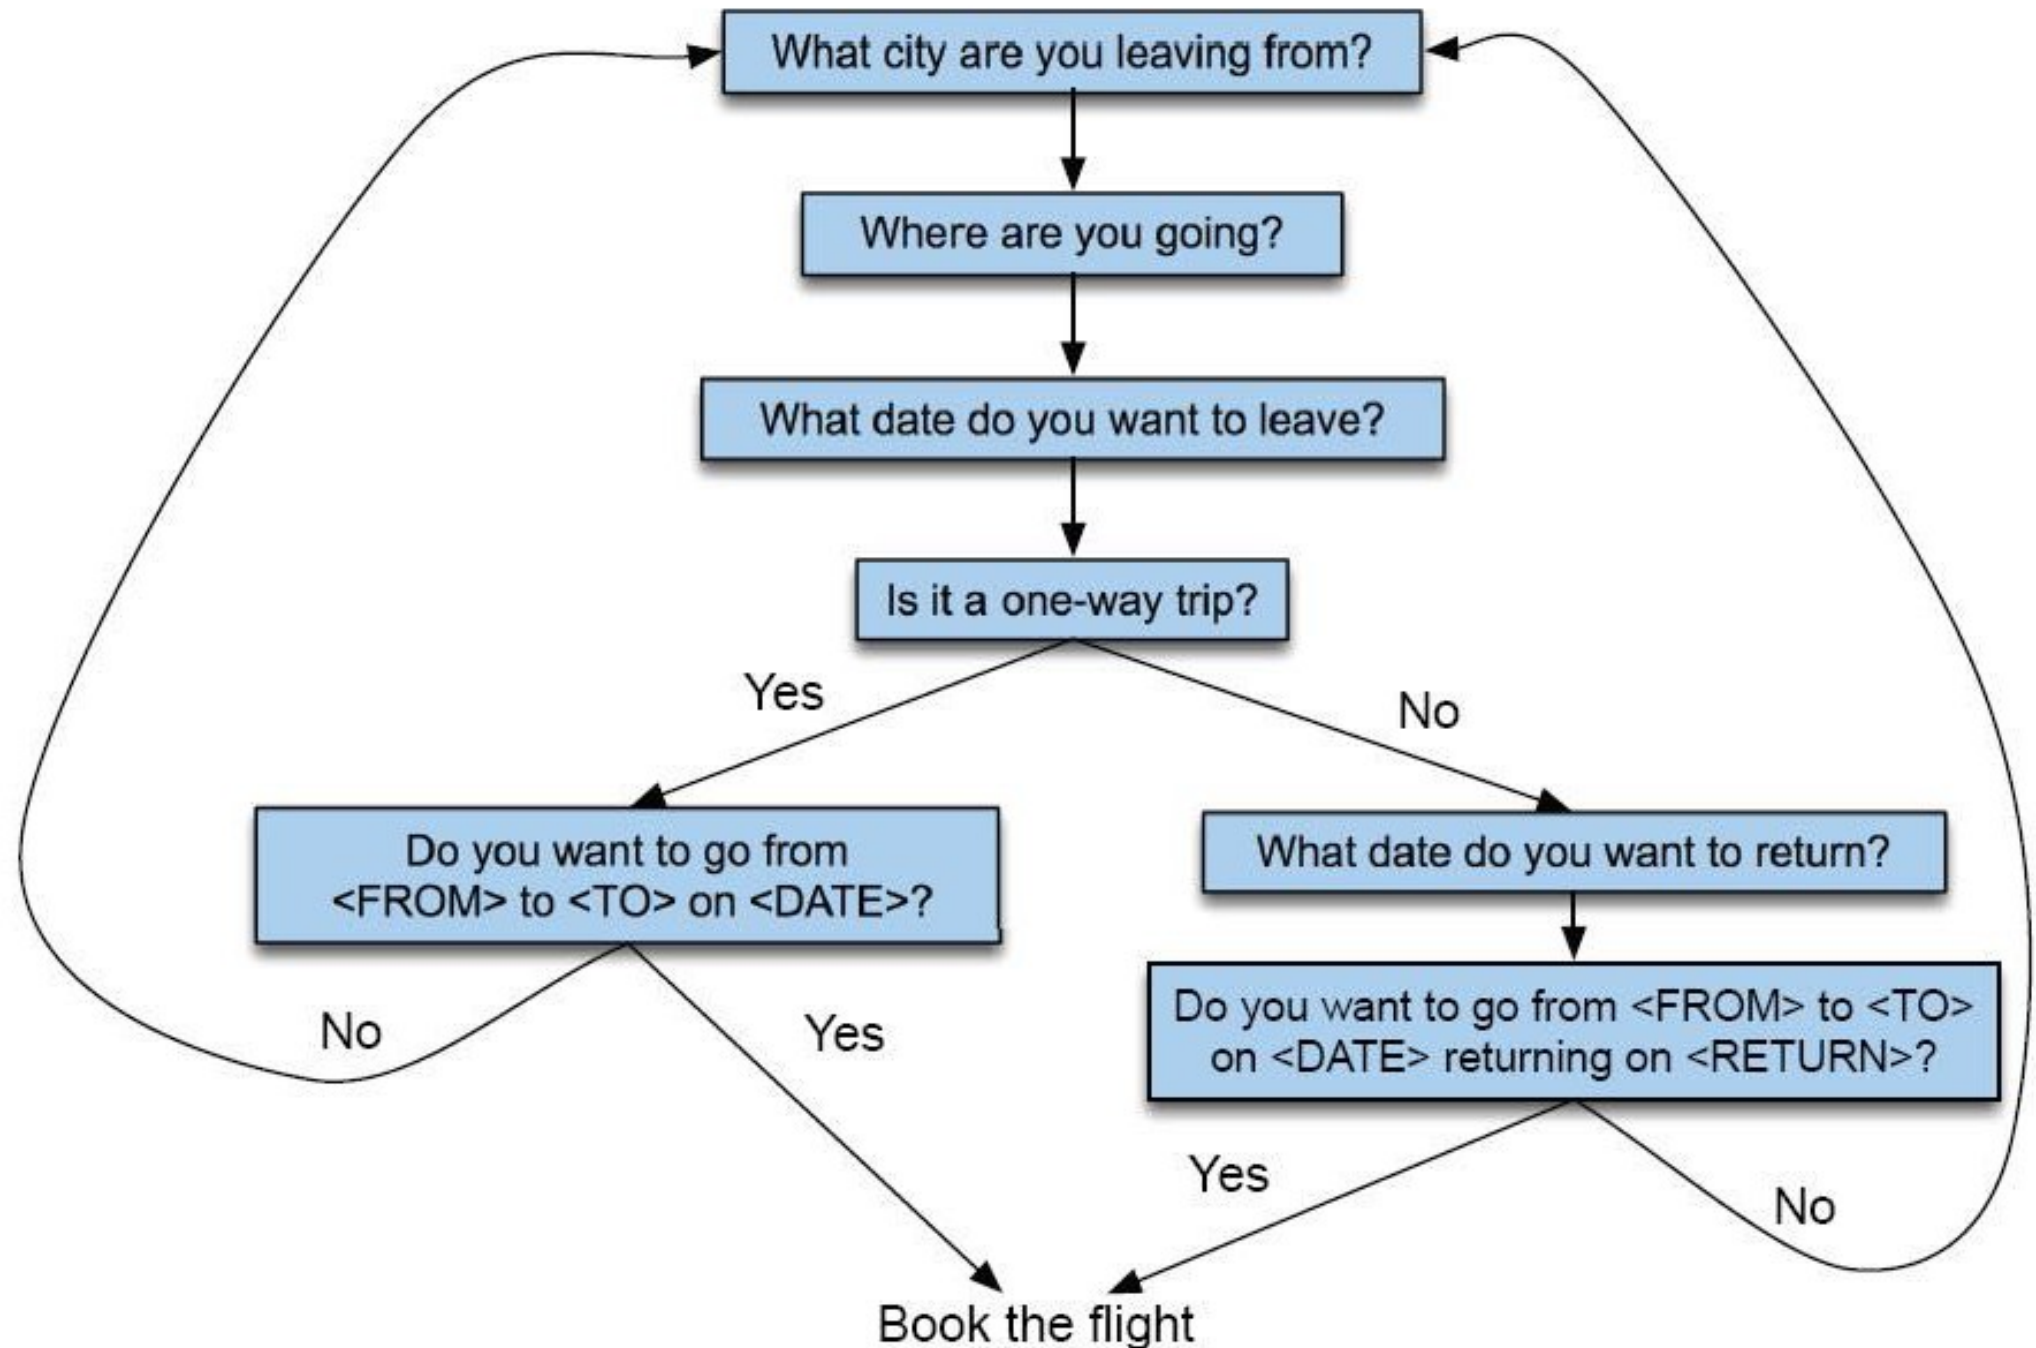 What city are you leaving from?
Where are you going?
What date do you want to leave?
Is it a one-way trip?
Yes
No
Do you want to go from
<FROM> to <TO> on <DATE>?
What date do you want to return?
Do you want to go from <FROM> to <TO>
on <DATE> returning on <RETURN>?
No
Yes
Yes
No
Book the flight